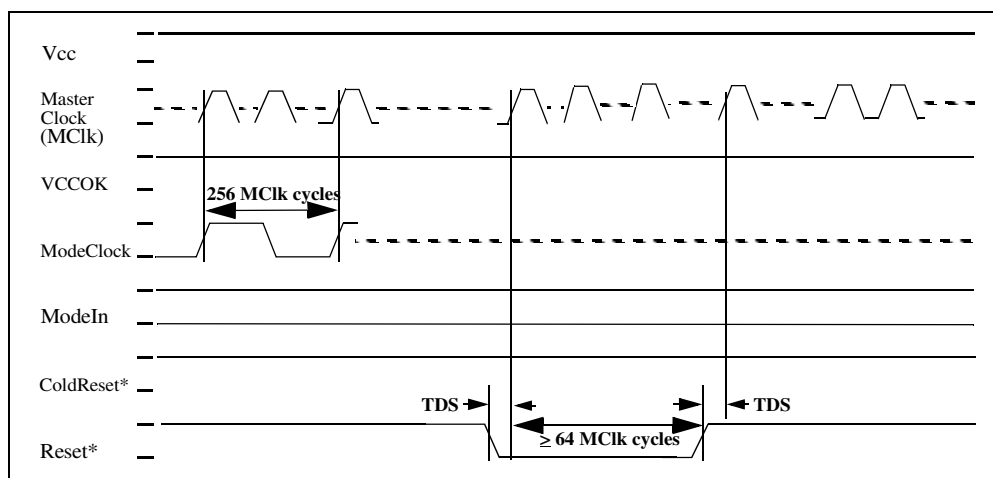 Vcc
Master
Clock
(MClk)
VCCOK
256 MClk cycles
ModeClock
ModeIn
ColdReset*
TDS
TDS
≥ 64 MClk cycles
Reset*